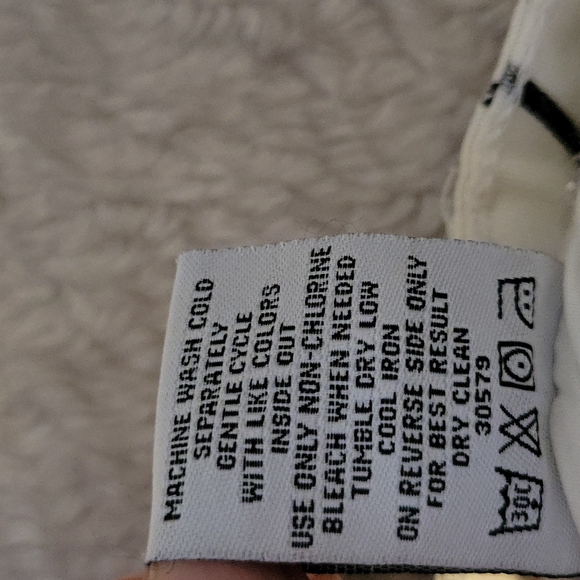 MACHINE WASH COLD
SEPARATELY
GENTLE CYCLE
WITH LIKE COLORS
INSIDE OUT
USE ONLY NON-CHLORINE
BLEACH WHEN NEEDED
TUMBLE DRY LOW
COOL IRON
ON REVERSE SIDE ONLY
FOR BEST RESULT
DRY CLEAN
30579
30C